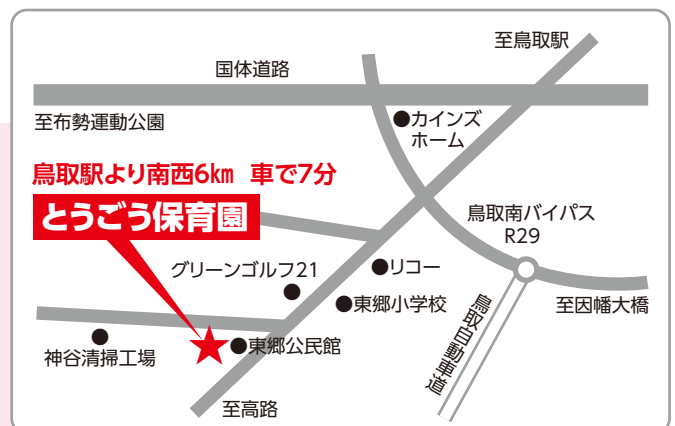 至鳥取駅
国体道路
至布勢運動公園
●カインズ
ホーム
鳥取駅より南西6km 車で7分
とうごう保育園
鳥取南バイパス
R29
グリーンゴルフ21
●リコー
●東郷小学校
鳥取自動車道
至因幡大橋
神谷清掃工場
●東郷公民館
至高路